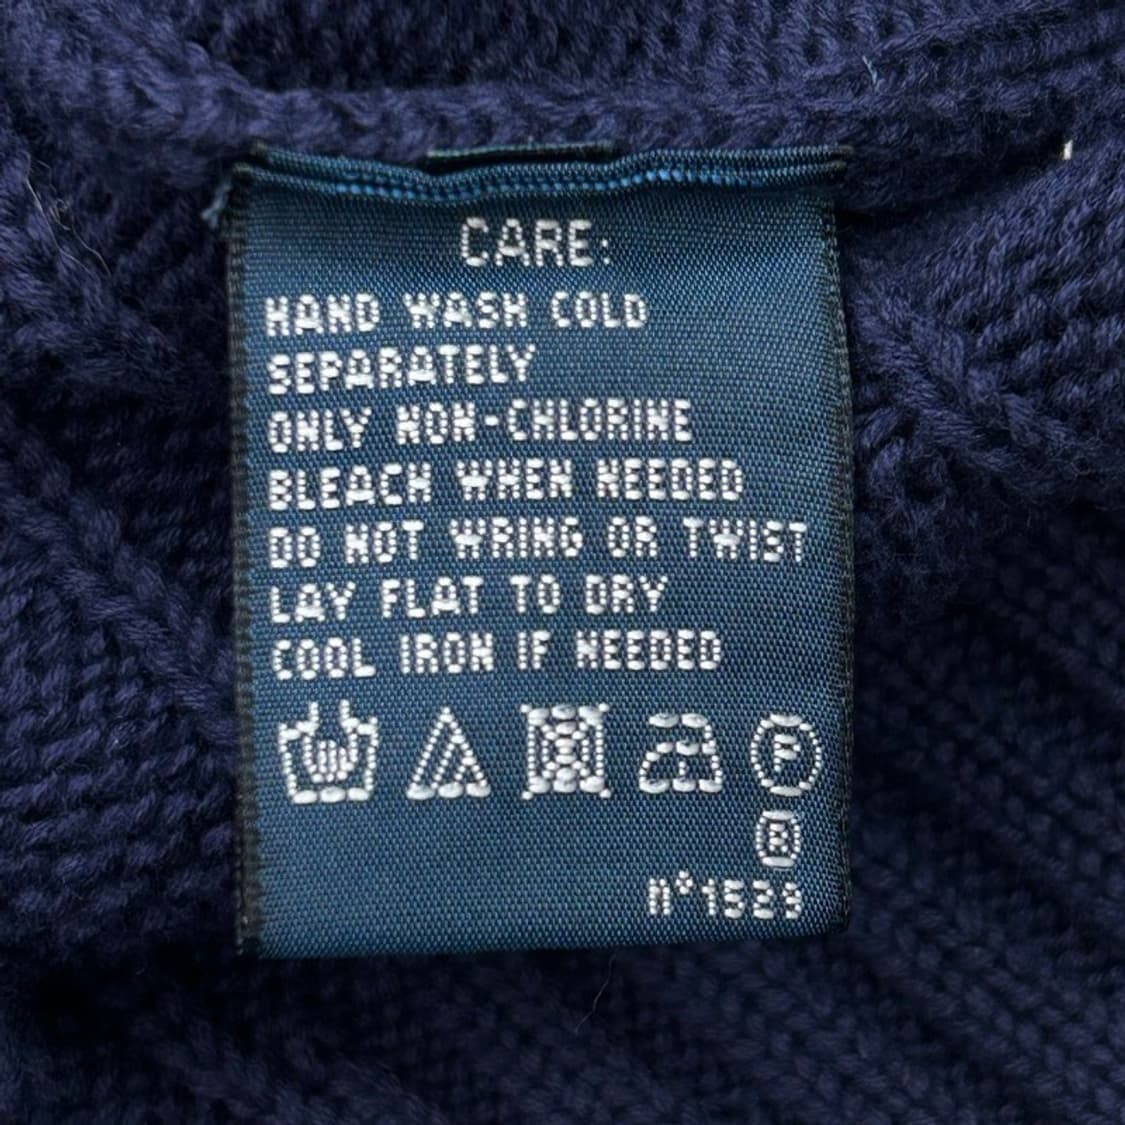 CARE:
HAND WASH COLD
SEPARATELY
ONLY NON-CHLORINE
BLEACH WHEN NEEDED
DO NOT WRING OR TWIST
LAY FLAT TO DRY
COOL IRON IF NEEDED
P
R
n°1529